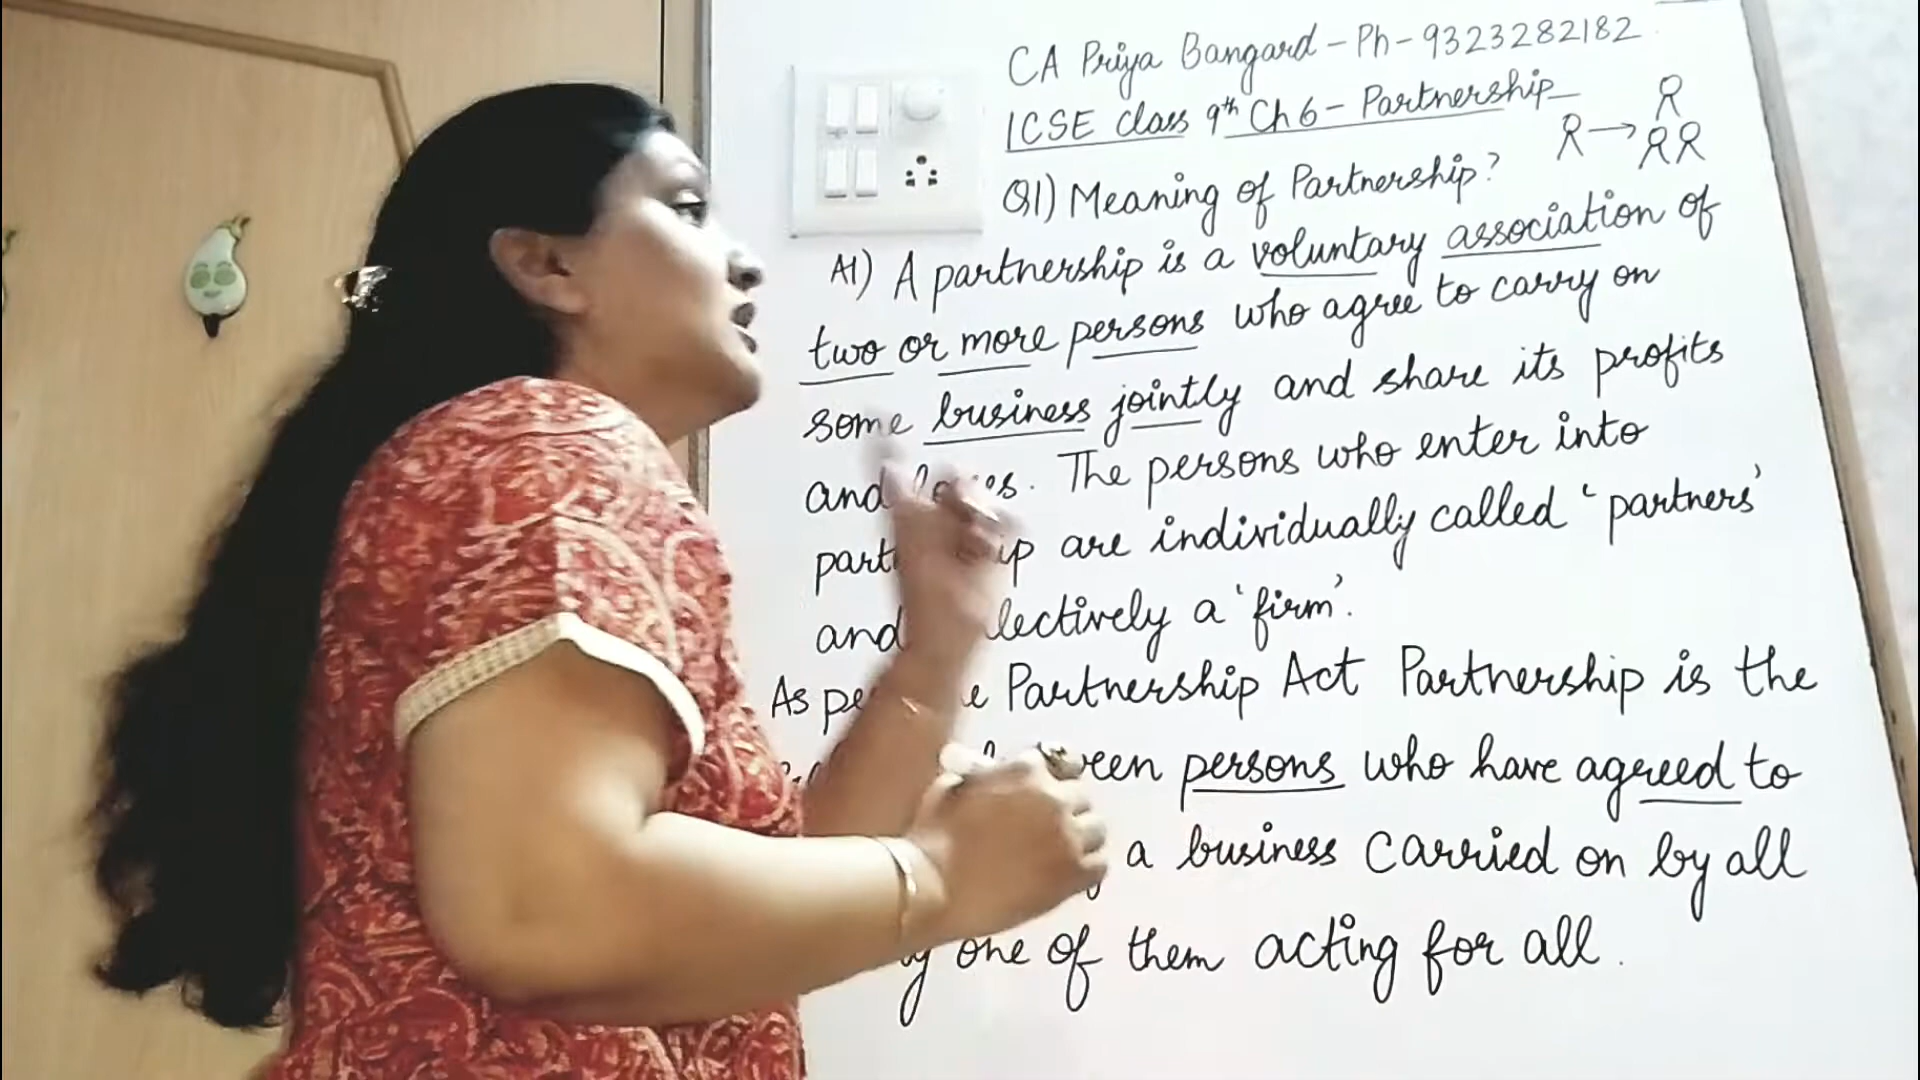 CA Priya Bangard - Ph - 9323282182
ICSE class 9th Ch 6 - Partnership
Q1) Meaning of Partnership?
A1) A partnership is a voluntary association of
two or more persons who agree to carry on
some business jointly and share its profits
and . The persons who enter into
are individually called ' partners'
and a 'firm'.
As Partnership Act Partnership is the
persons who have agreed to
a business carried on by all
one of them acting for all.